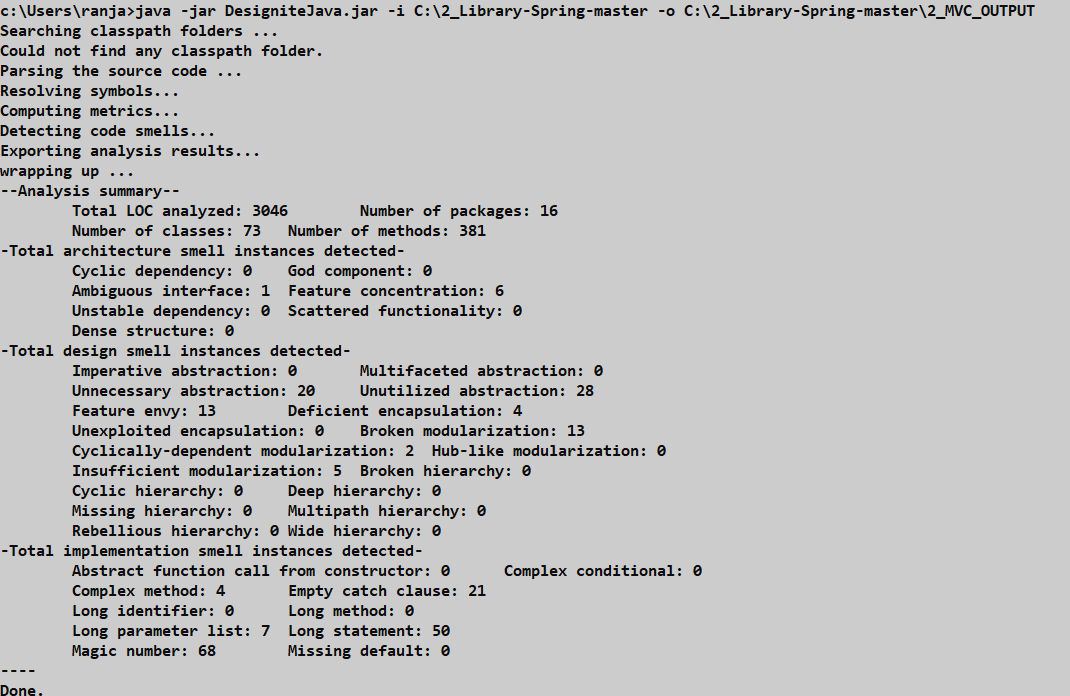 c:\Users\ranja>java -jar DesigniteJava.jar -i C:\2_Library-Spring-master -o C:\2_Library-Spring-master\2_MVC_OUTPUT
Searching classpath folders ...
Could not find any classpath folder.
Parsing the source code ...
Resolving symbols...
Computing metrics...
Detecting code smells...
Exporting analysis results...
wrapping up ...
--Analysis summary--
        Total LOC analyzed: 3046        Number of packages: 16
        Number of classes: 73   Number of methods: 381
-Total architecture smell instances detected-
        Cyclic dependency: 0    God component: 0
        Ambiguous interface: 1  Feature concentration: 6
        Unstable dependency: 0  Scattered functionality: 0
        Dense structure: 0
-Total design smell instances detected-
        Imperative abstraction: 0       Multifaceted abstraction: 0
        Unnecessary abstraction: 20     Unutilized abstraction: 28
        Feature envy: 13        Deficient encapsulation: 4
        Unexploited encapsulation: 0    Broken modularization: 13
        Cyclically-dependent modularization: 2  Hub-like modularization: 0
        Insufficient modularization: 5  Broken hierarchy: 0
        Cyclic hierarchy: 0     Deep hierarchy: 0
        Missing hierarchy: 0    Multipath hierarchy: 0
        Rebellious hierarchy: 0 Wide hierarchy: 0
-Total implementation smell instances detected-
        Abstract function call from constructor: 0      Complex conditional: 0
        Complex method: 4       Empty catch clause: 21
        Long identifier: 0      Long method: 0
        Long parameter list: 7  Long statement: 50
        Magic number: 68        Missing default: 0
----
Done.